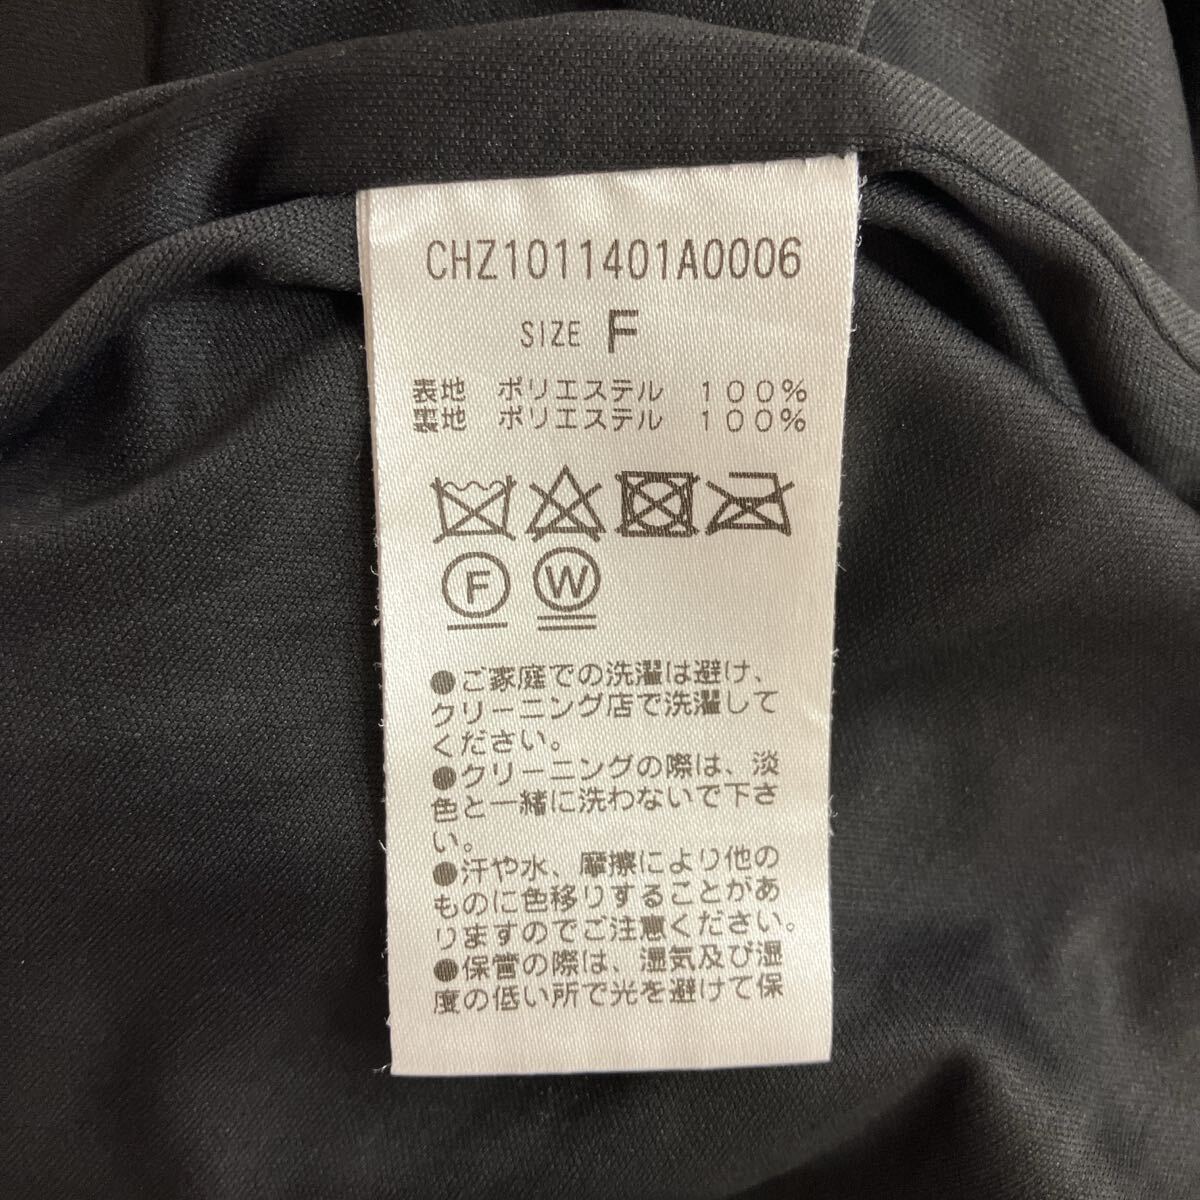 CHZ1011401A0006
SIZE F
表地 ポリエステル 100%
裏地 ポリエステル 100%
F W
●ご家庭での洗濯は避け、
クリーニング店で洗濯して
ください。
●クリーニングの際は、淡
色と一緒に洗わないで下さ
い。
●汗や水、摩擦により他の
ものに色移りすることがあ
りますのでご注意ください。
●保管の際は、湿気及び湿
度の低い所で光を避けて保